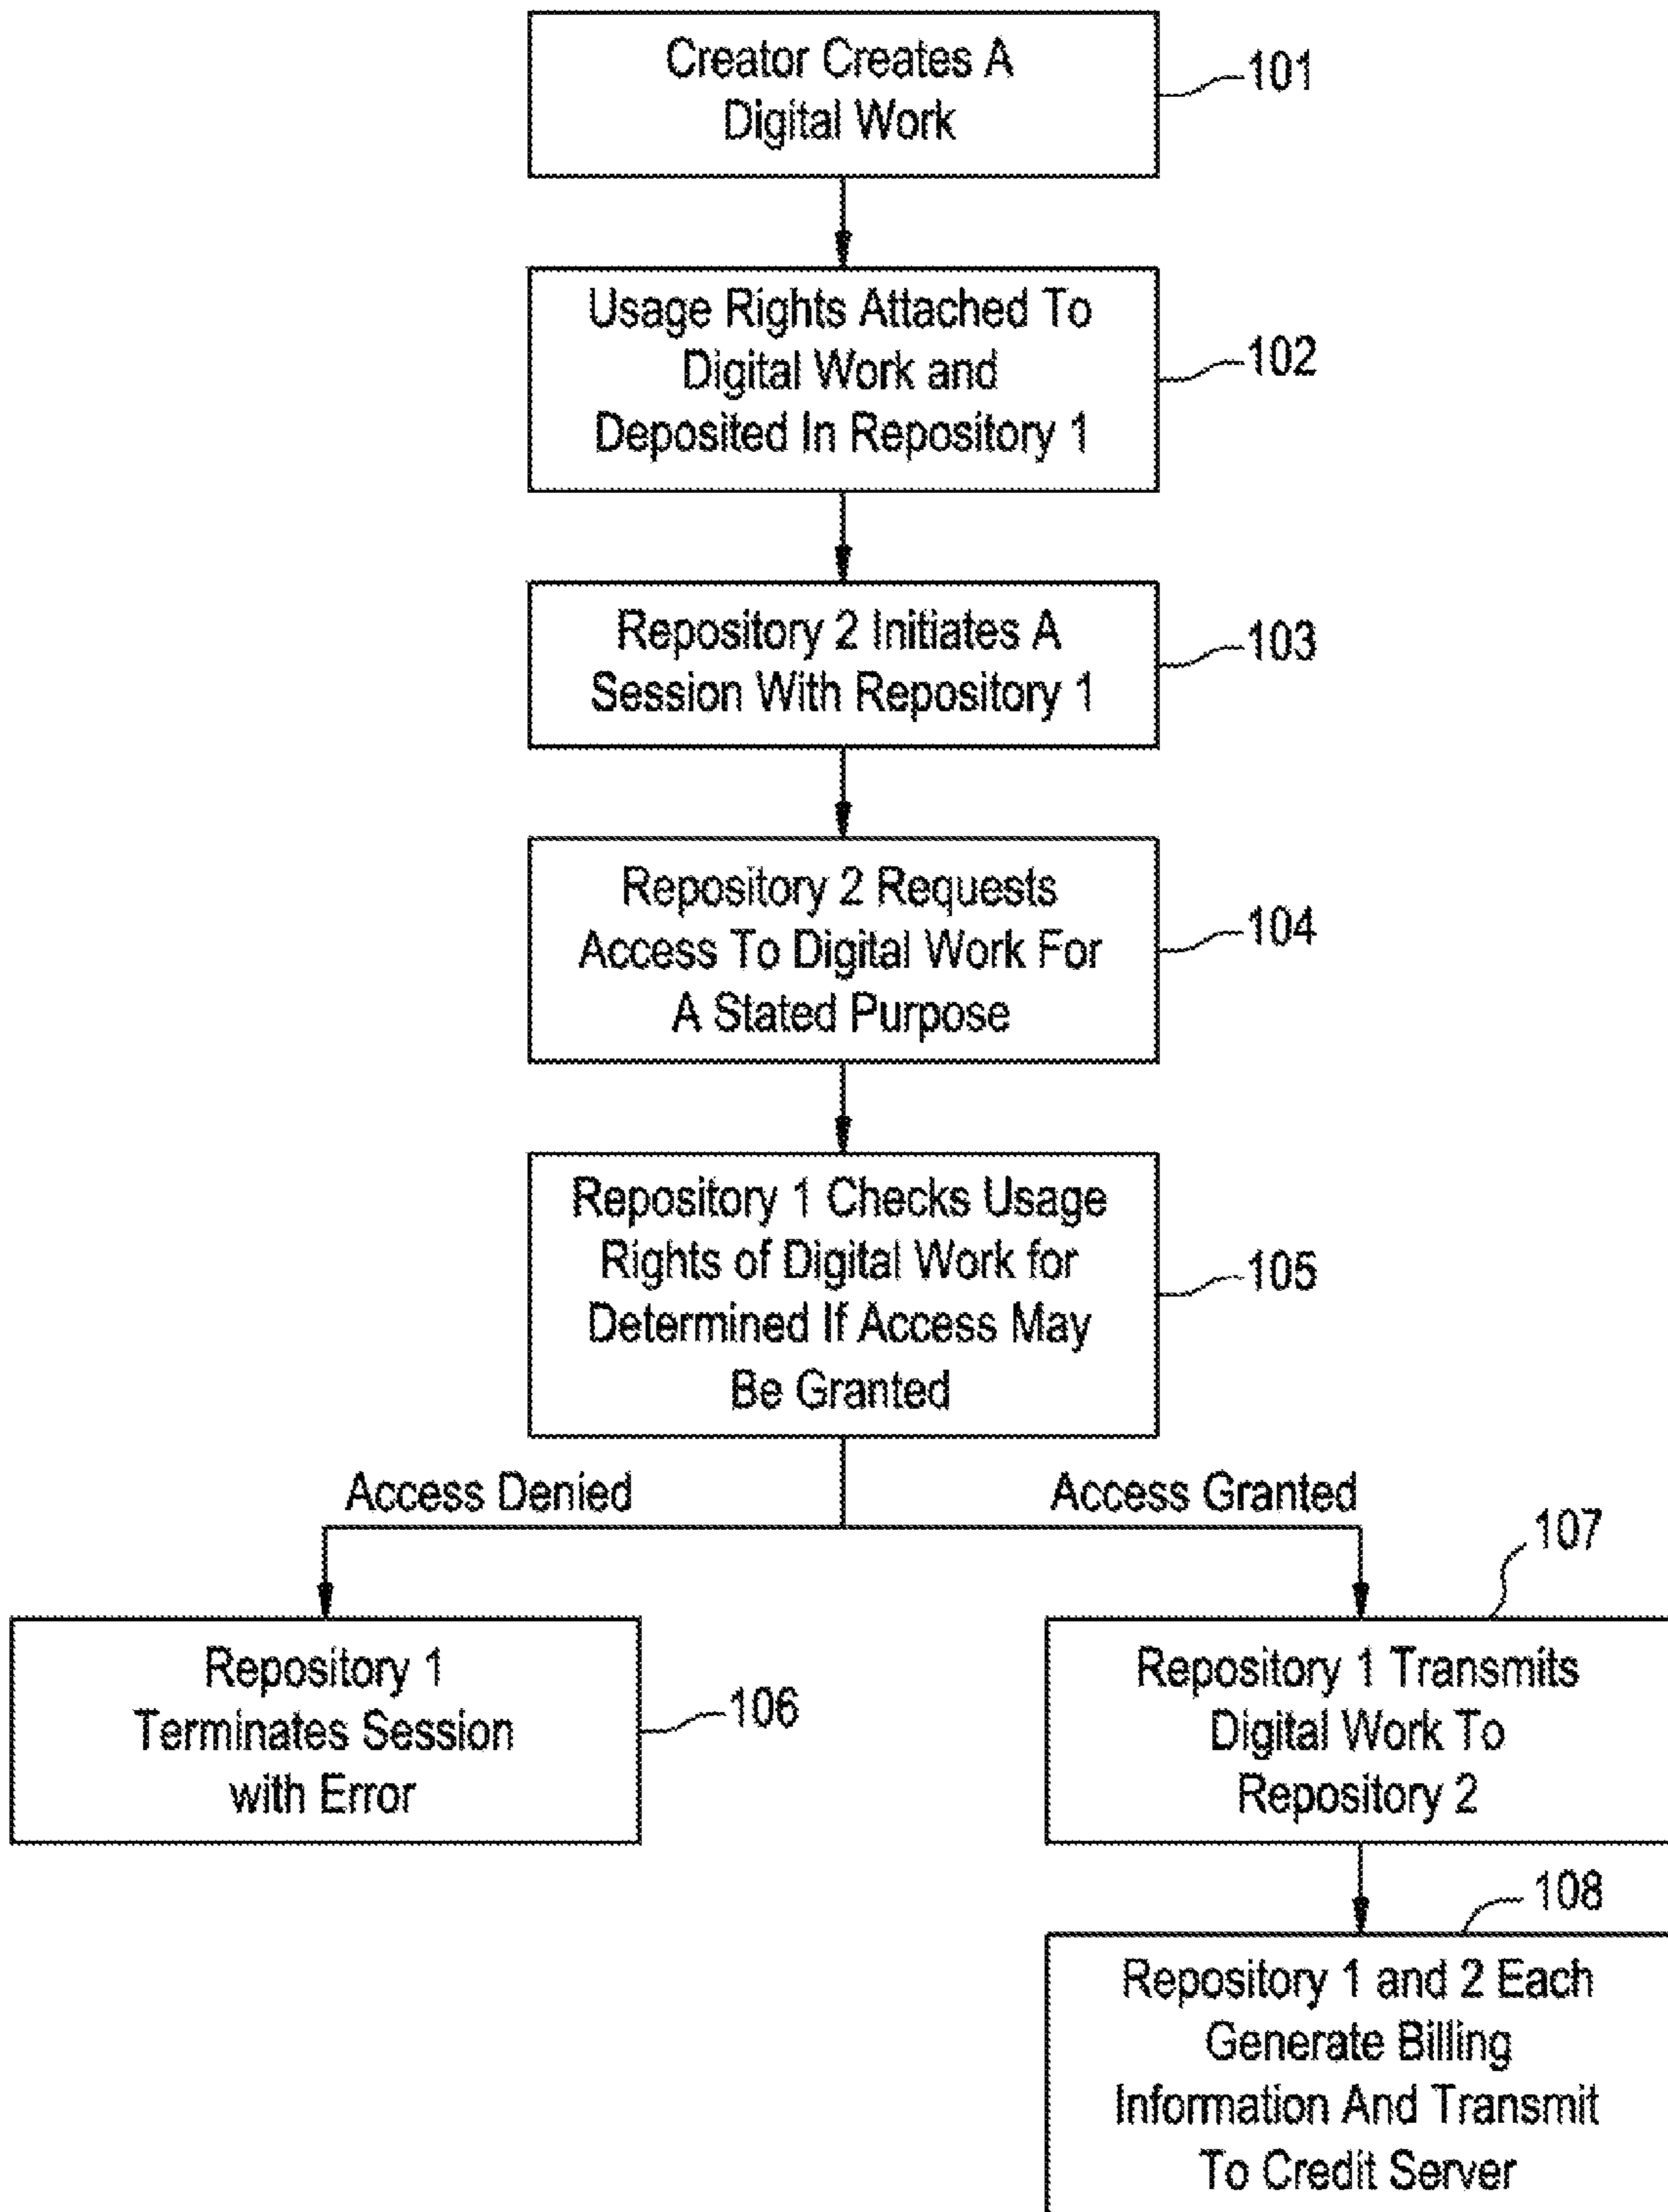 Creator Creates A
Digital Work
101
Usage Rights Attached To
Digital Work and
Deposited In Repository 1
102
Repository 2 Initiates A
Session With Repository 1
103
Repository 2 Requests
Access To Digital Work For
A Stated Purpose
104
Repository 1 Checks Usage
Rights of Digital Work for
Determined If Access May
Be Granted
105
Access Denied
Access Granted
Repository 1
Terminates Session
with Error
106
107
Repository 1 Transmits
Digital Work To
Repository 2
108
Repository 1 and 2 Each
Generate Billing
Information And Transmit
To Credit Server